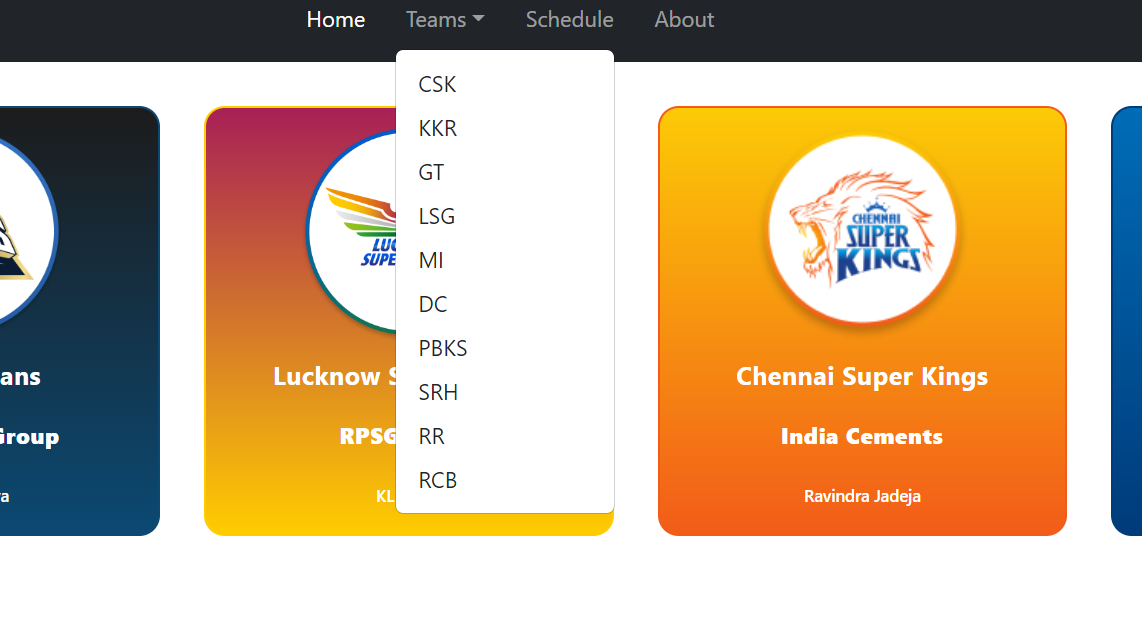 Home Teams Schedule About
CSK
KKR
GT
LSG
MI
DC
PBKS
SRH
RR
RCB
ans
Group
a
LUC
SUPE
Lucknow S
RPSG
KL
CHENNAI
SUPER
KINGS
Chennai Super Kings
India Cements
Ravindra Jadeja